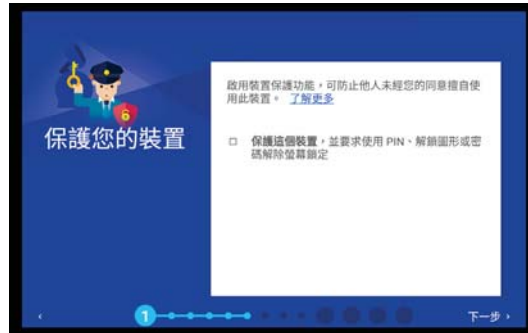 保護您的裝置
啟用裝置保護功能，可防止他人未經您的同意擅自使
用此裝置。 了解更多
保護這個裝置，並要求使用 PIN、解鎖圖形或密
碼解除螢幕鎖定
6
1
下一步